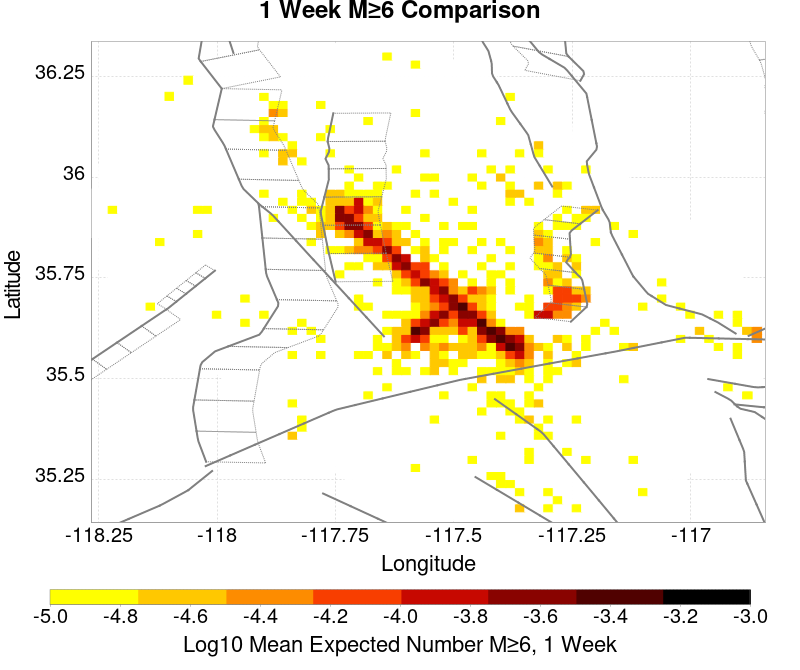 1 Week M≥6 Comparison
36.25
36
35.75
35.5
35.25
Latitude
-118.25 -118 -117.75 -117.5 -117.25 -117
Longitude
-5.0 -4.8 -4.6 -4.4 -4.2 -4.0 -3.8 -3.6 -3.4 -3.2 -3.0
Log10 Mean Expected Number M≥6, 1 Week